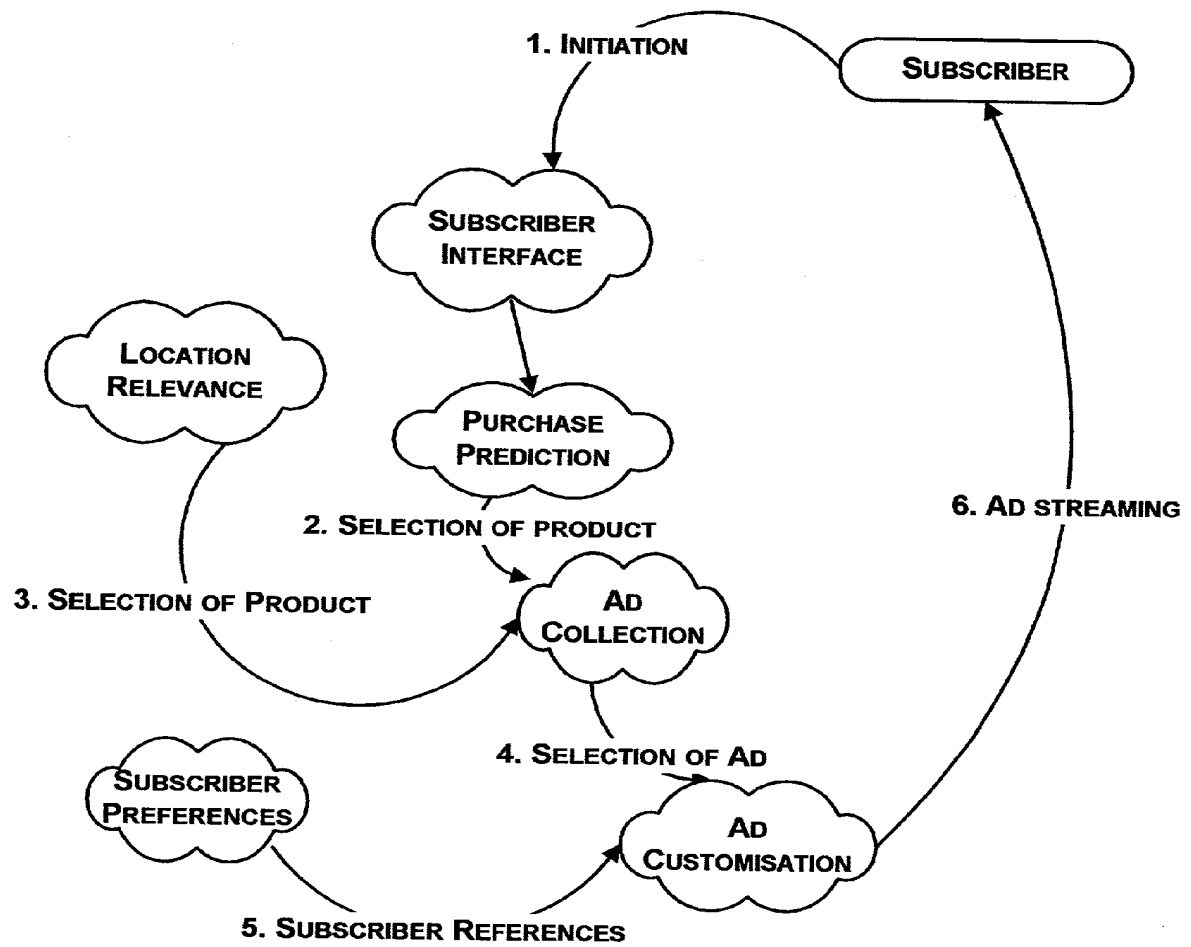 1. INITIATION
SUBSCRIBER
SUBSCRIBER
INTERFACE
LOCATION
RELEVANCE
PURCHASE
PREDICTION
2. SELECTION OF PRODUCT
6. AD STREAMING
3. SELECTION OF PRODUCT
AD
COLLECTION
4. SELECTION OF AD
SUBSCRIBER
PREFERENCES
AD
CUSTOMISATION
5. SUBSCRIBER REFERENCES